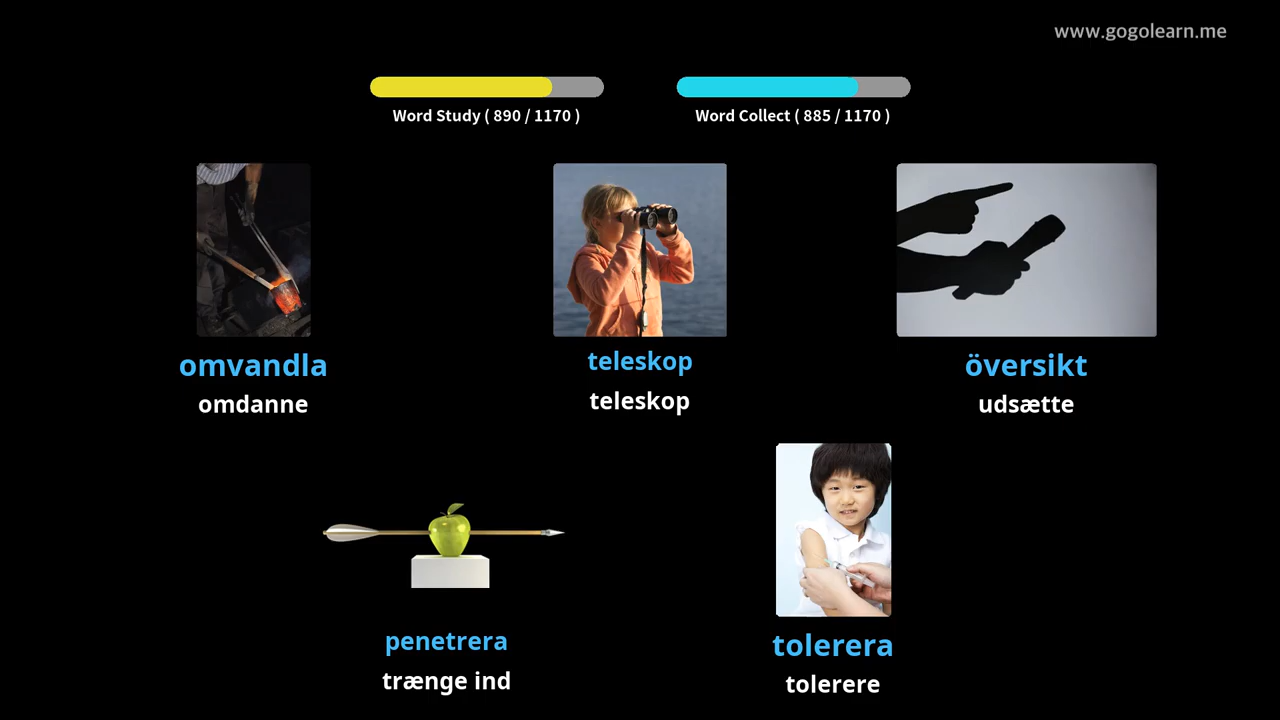 www.gogolearn.me
Word Study ( 890 / 1170 )
Word Collect ( 885 / 1170 )
omvandla
omdanne
teleskop
teleskop
översikt
udsætte
penetrera
trænge ind
tolerera
tolerere